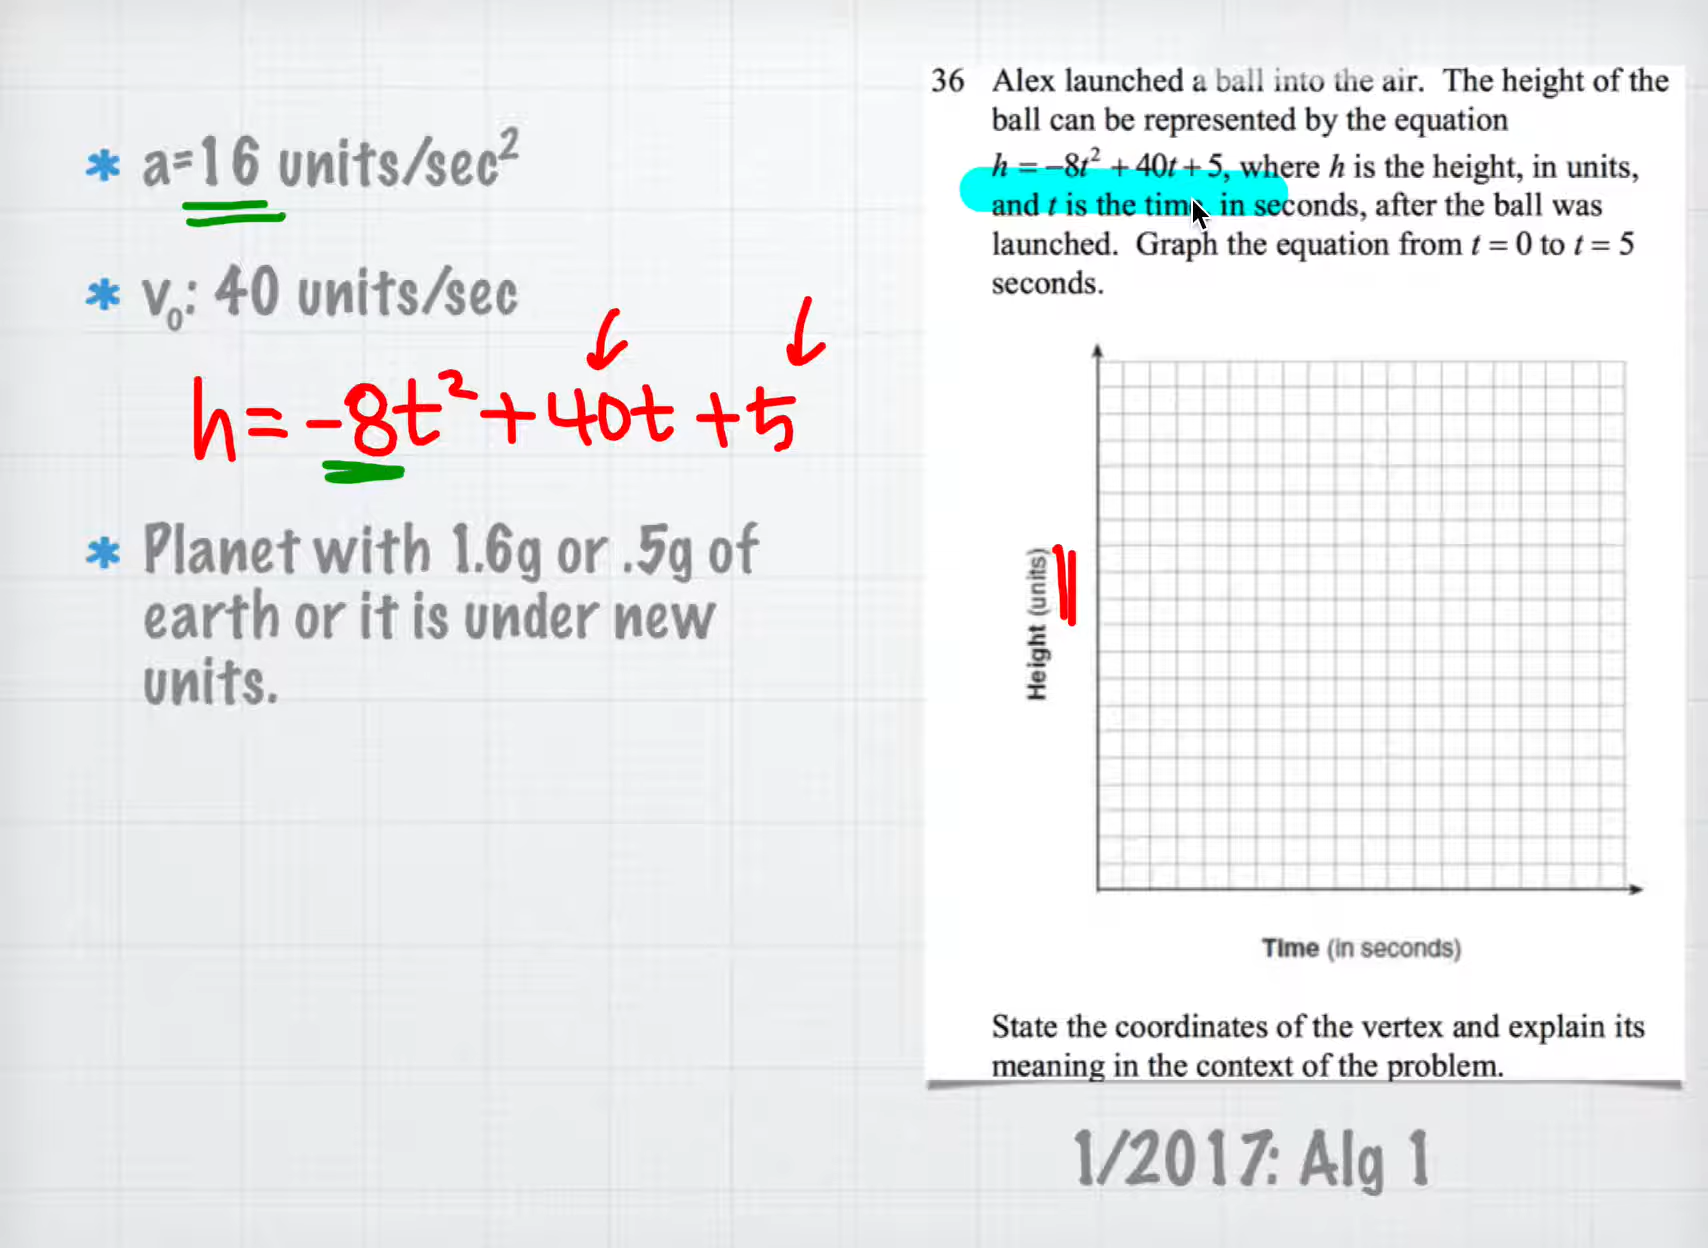 * a=16 units/sec²
* v₀: 40 units/sec
h = -8t² + 40t + 5
* Planet with 1.6g or .5g of
earth or it is under new
units.
36 Alex launched a ball into the air. The height of the
ball can be represented by the equation
h = −8t² + 40t + 5, where h is the height, in units,
and t is the time, in seconds, after the ball was
launched. Graph the equation from t = 0 to t = 5
seconds.
Height (units)
Time (in seconds)
State the coordinates of the vertex and explain its
meaning in the context of the problem.
1/2017: Alg 1